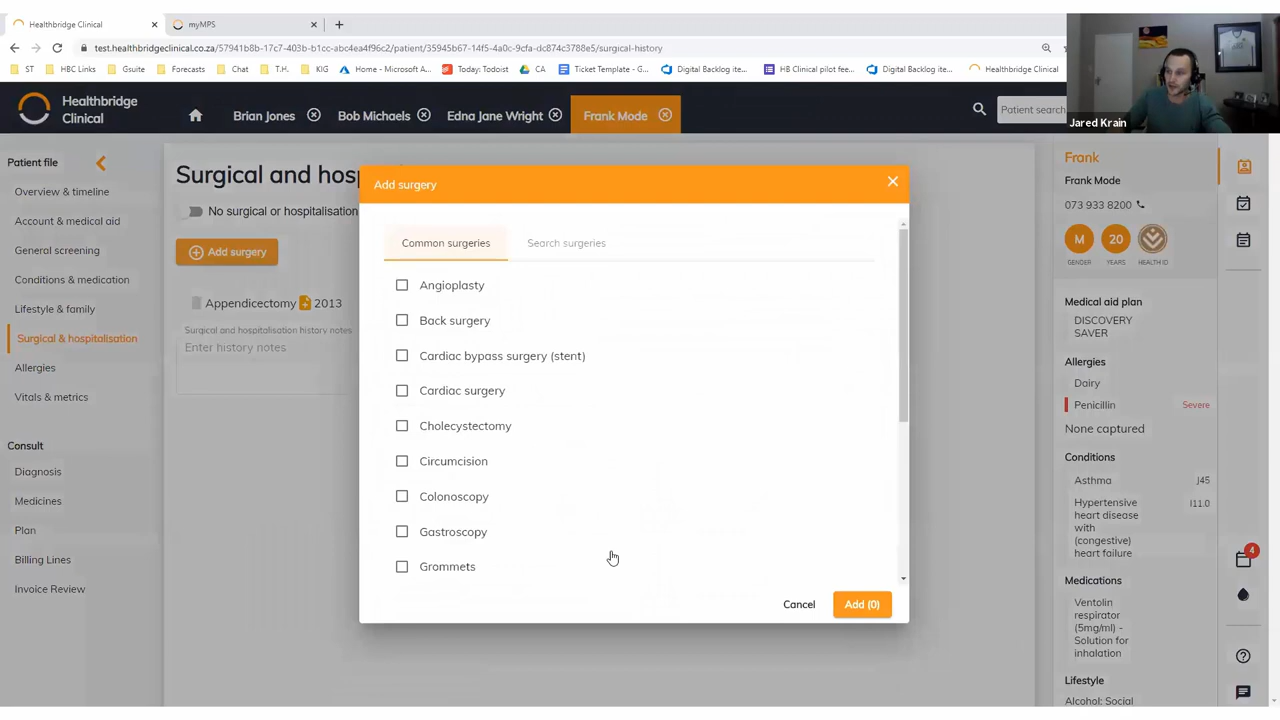 Healthbridge Clinical
myMPS
test.healthbridgeclinical.co.za/57941b8b-17c7-403b-b1cc-abc4ea4f96c2/patient/35945b67-14f5-4a0c-9cfa-dc874c3788e5/surgical-history
ST
HBC Links
Gsuite
Forecasts
Chat
T.H.
KIG
Home - Microsoft A...
Today: Todoist
CA
Ticket Template - G...
Digital Backlog ite...
HB Clinical pilot fee...
Digital Backlog ite...
Healthbridge Clinical
Jared Krain
Healthbridge
Clinical
Brian Jones
Bob Michaels
Edna Jane Wright
Frank Mode
Patient search
Patient file
Overview & timeline
Account & medical aid
General screening
Conditions & medication
Lifestyle & family
Surgical & hospitalisation
Allergies
Vitals & metrics
Consult
Diagnosis
Medicines
Plan
Billing Lines
Invoice Review
Surgical and hosp
No surgical or hospitalisation
Add surgery
Appendicectomy 2013
Surgical and hospitalisation history notes
Enter history notes
Add surgery
Common surgeries
Search surgeries
Angioplasty
Back surgery
Cardiac bypass surgery (stent)
Cardiac surgery
Cholecystectomy
Circumcision
Colonoscopy
Gastroscopy
Grommets
Cancel
Add (0)
Frank
Frank Mode
073 933 8200
M
20
GENDER
YEARS
HEALTH ID
Medical aid plan
DISCOVERY
SAVER
Allergies
Dairy
Penicillin Severe
None captured
Conditions
Asthma J45
Hypertensive I11.0
heart disease
with
(congestive)
heart failure
Medications
Ventolin
respirator
(5mg/ml) -
Solution for
inhalation
Lifestyle
Alcohol: Social
4